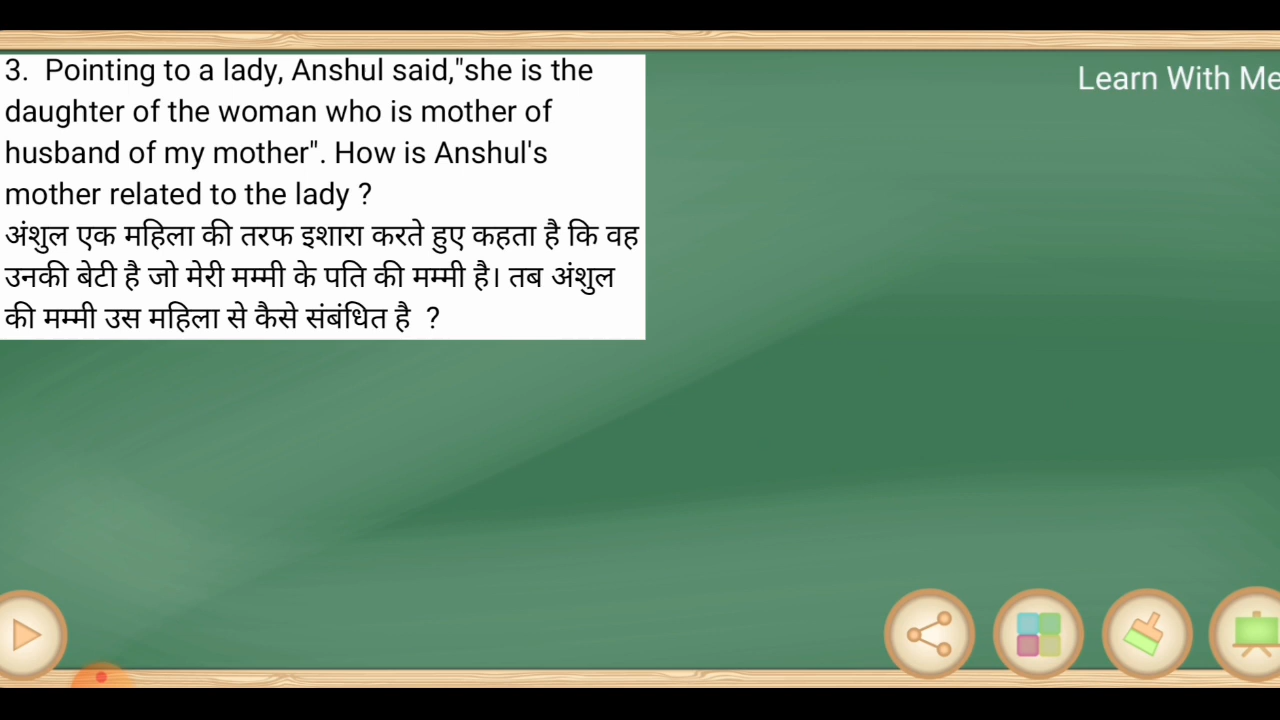 3. Pointing to a lady, Anshul said,"she is the
daughter of the woman who is mother of
husband of my mother". How is Anshul's
mother related to the lady ?
अंशुल एक महिला की तरफ इशारा करते हुए कहता है कि वह
उनकी बेटी है जो मेरी मम्मी के पति की मम्मी है। तब अंशुल
की मम्मी उस महिला से कैसे संबंधित है ?
Learn With Me